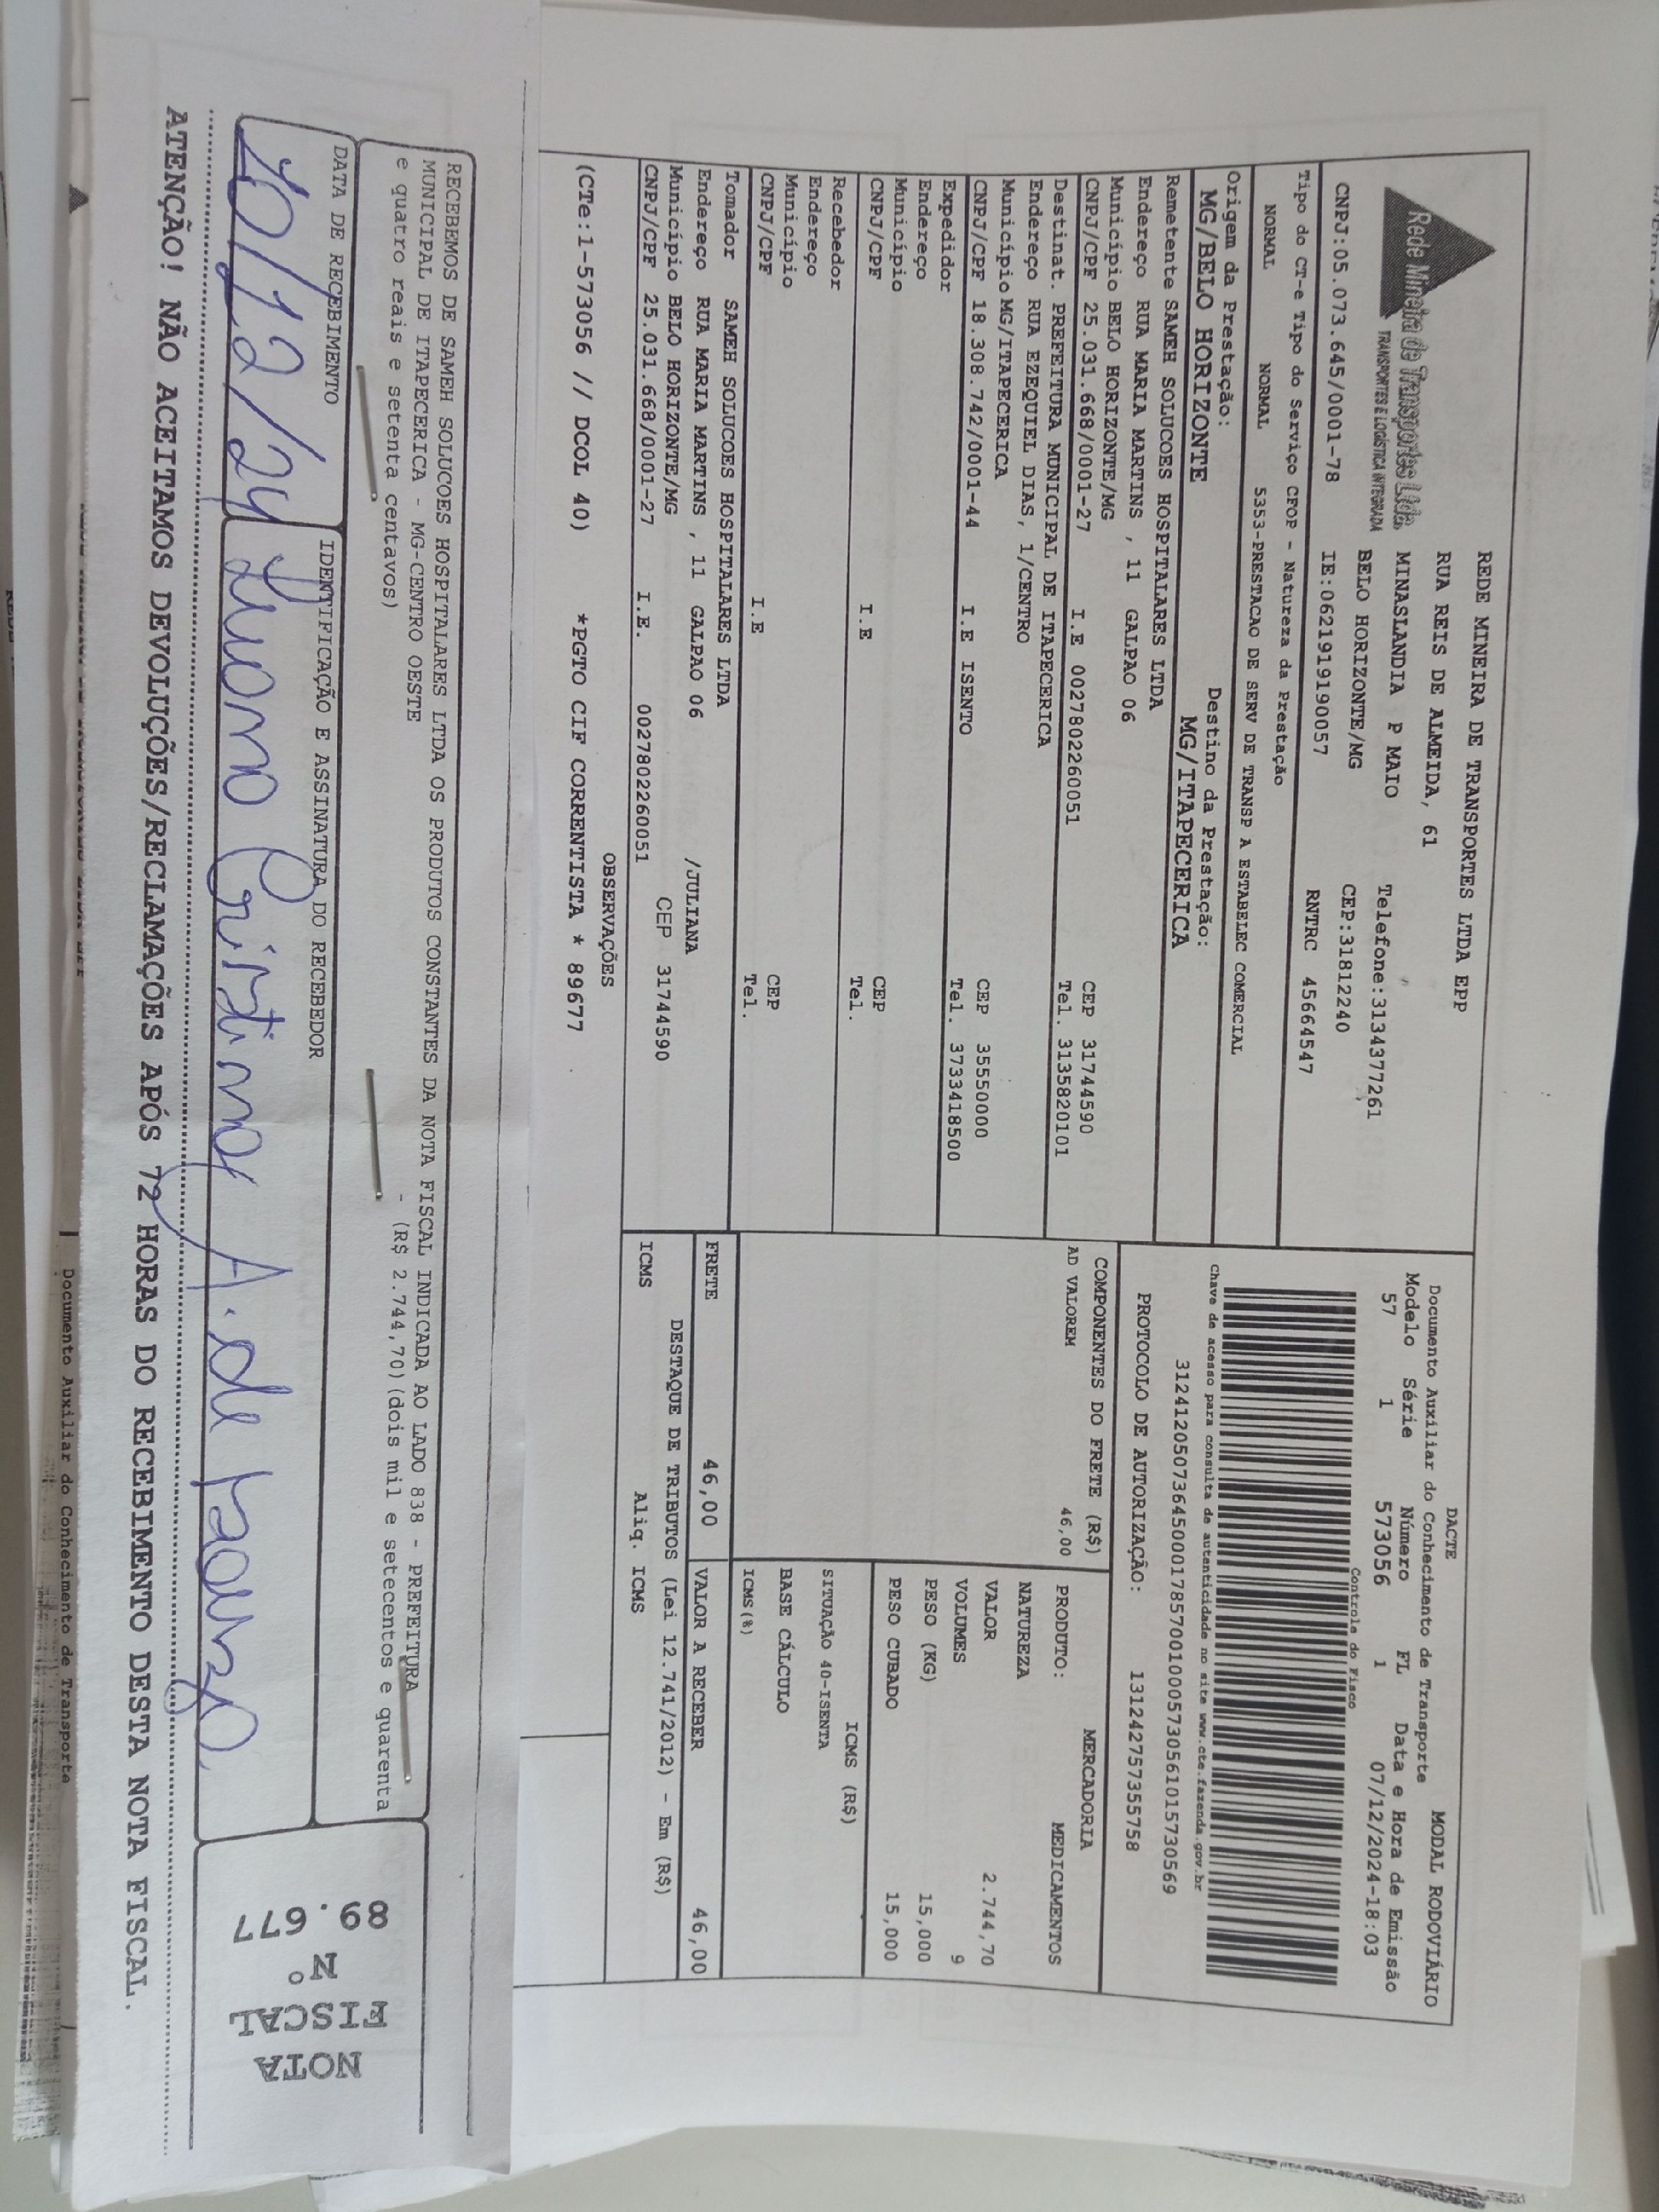 Rede Mineira de Transportes Ltda.
TRANSPORTES E LOGÍSTICA INTEGRADA
REDE MINEIRA DE TRANSPORTES LTDA EPP
RUA REIS DE ALMEIDA, 61
MINASLANDIA P MAIO Telefone:3134377261
BELO HORIZONTE/MG CEP:31812240
CNPJ:05.073.645/0001-78 IE:0621919190057 RNTRC 45664547
Tipo do CT-e Tipo do Serviço CFOP - Natureza da Prestação
NORMAL NORMAL 5353-PRESTACAO DE SERV DE TRANSP A ESTABELEC COMERCIAL
Origem da Prestação: Destino da Prestação:
MG/BELO HORIZONTE MG/ITAPECERICA
Remetente SAMEH SOLUCOES HOSPITALARES LTDA
Endereço RUA MARIA MARTINS , 11 GALPAO 06
Município BELO HORIZONTE/MG CEP 31744590
CNPJ/CPF 25.031.668/0001-27 I.E 0027802260051 Tel. 3135820101
Destinat. PREFEITURA MUNICIPAL DE ITAPECERICA
Endereço RUA EZEQUIEL DIAS, 1/CENTRO
Município MG/ITAPECERICA CEP 35550000
CNPJ/CPF 18.308.742/0001-44 I.E ISENTO Tel. 3733418500
Expedidor
Endereço
Município CEP
CNPJ/CPF I.E Tel.
Recebedor
Endereço
Município CEP
CNPJ/CPF I.E Tel.
Tomador SAMEH SOLUCOES HOSPITALARES LTDA
Endereço RUA MARIA MARTINS , 11 GALPAO 06 /JULIANA
Município BELO HORIZONTE/MG CEP 31744590
CNPJ/CPF 25.031.668/0001-27 I.E. 0027802260051
OBSERVAÇÕES
(CTe:1-573056 // DCOL 40) *PGTO CIF CORRENTISTA * 89677
DACTE MODAL RODOVIÁRIO
Documento Auxiliar do Conhecimento de Transporte
Modelo Série Número FL Data e Hora de Emissão
57 1 573056 1 07/12/2024-18:03
Controle do Fisco
Chave de acesso para consulta de autenticidade no site www.cte.fazenda.gov.br
31241205073645000178570010005730561015730569
PROTOCOLO DE AUTORIZAÇÃO: 131242757355758
COMPONENTES DO FRETE (R$)
AD VALOREM 46,00
MERCADORIA
PRODUTO: MEDICAMENTOS
NATUREZA
VALOR 2.744,70
VOLUMES 9
PESO (KG) 15,000
PESO CUBADO 15,000
ICMS (R$)
SITUAÇÃO 40-ISENTA
BASE CÁLCULO
ICMS(%)
FRETE 46,00 VALOR A RECEBER 46,00
DESTAQUE DE TRIBUTOS (Lei 12.741/2012) - Em (R$)
ICMS Aliq. ICMS
RECEBEMOS DE SAMEH SOLUCOES HOSPITALARES LTDA OS PRODUTOS CONSTANTES DA NOTA FISCAL INDICADA AO LADO 838 - PREFEITURA
MUNICIPAL DE ITAPECERICA - MG-CENTRO OESTE - (R$ 2.744,70)(dois mil e setecentos e quarenta
e quatro reais e setenta centavos)
DATA DE RECEBIMENTO IDENTIFICAÇÃO E ASSINATURA DO RECEBEDOR
10/12/24 Luana Cristina A. de Souza
NOTA
FISCAL
Nº
89.677
ATENÇÃO! NÃO ACEITAMOS DEVOLUÇÕES/RECLAMAÇÕES APÓS 72 HORAS DO RECEBIMENTO DESTA NOTA FISCAL.
Documento Auxiliar do Conhecimento de Transporte